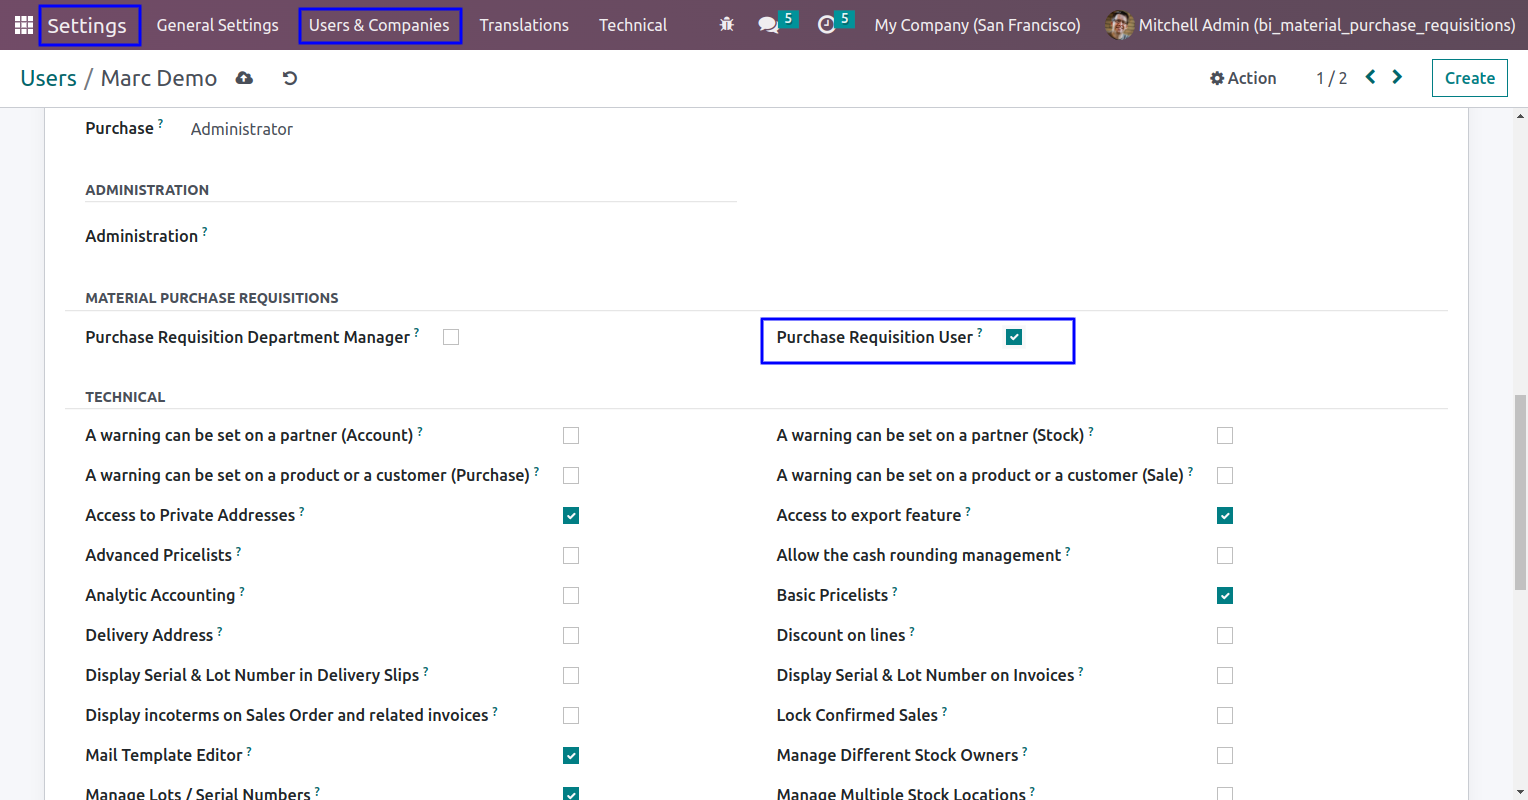 Settings General Settings Users & Companies Translations Technical 5 5 My Company (San Francisco) Mitchell Admin (bi_material_purchase_requisitions)
Users / Marc Demo Action 1 / 2 Create
Purchase ? Administrator
ADMINISTRATION
Administration ?
MATERIAL PURCHASE REQUISITIONS
Purchase Requisition Department Manager ? Purchase Requisition User ?
TECHNICAL
A warning can be set on a partner (Account) ? A warning can be set on a partner (Stock) ?
A warning can be set on a product or a customer (Purchase) ? A warning can be set on a product or a customer (Sale) ?
Access to Private Addresses ? Access to export feature ?
Advanced Pricelists ? Allow the cash rounding management ?
Analytic Accounting ? Basic Pricelists ?
Delivery Address ? Discount on lines ?
Display Serial & Lot Number in Delivery Slips ? Display Serial & Lot Number on Invoices ?
Display incoterms on Sales Order and related invoices ? Lock Confirmed Sales ?
Mail Template Editor ? Manage Different Stock Owners ?
Manage Lots / Serial Numbers ? Manage Multiple Stock Locations ?